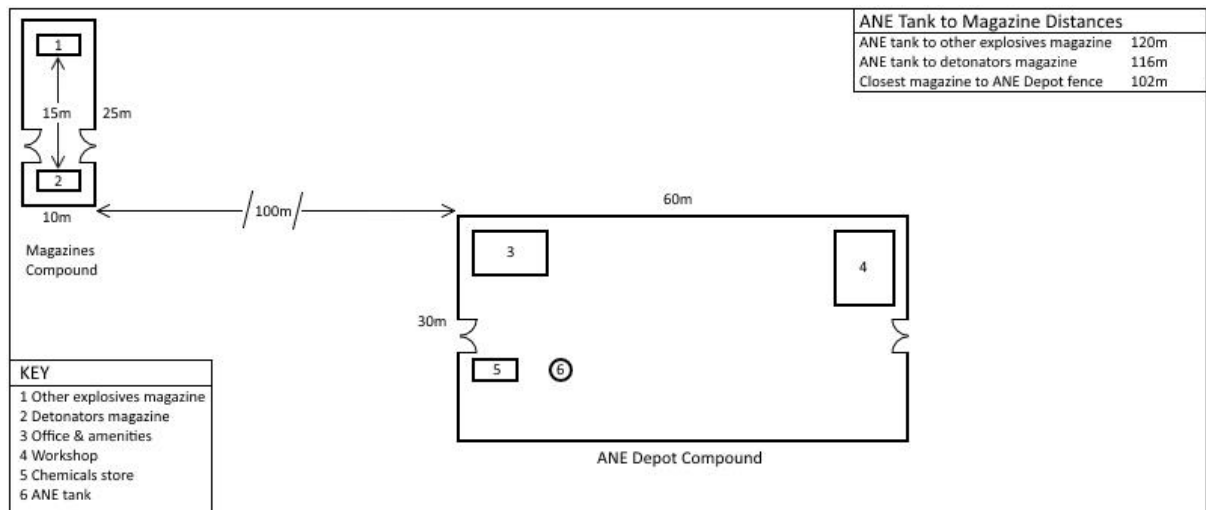 ANE Tank to Magazine Distances
ANE tank to other explosives magazine 120m
ANE tank to detonators magazine 116m
Closest magazine to ANE Depot fence 102m
1
15m
25m
2
10m
100m
60m
Magazines
Compound
3
4
30m
5
6
ANE Depot Compound
KEY
1 Other explosives magazine
2 Detonators magazine
3 Office & amenities
4 Workshop
5 Chemicals store
6 ANE tank